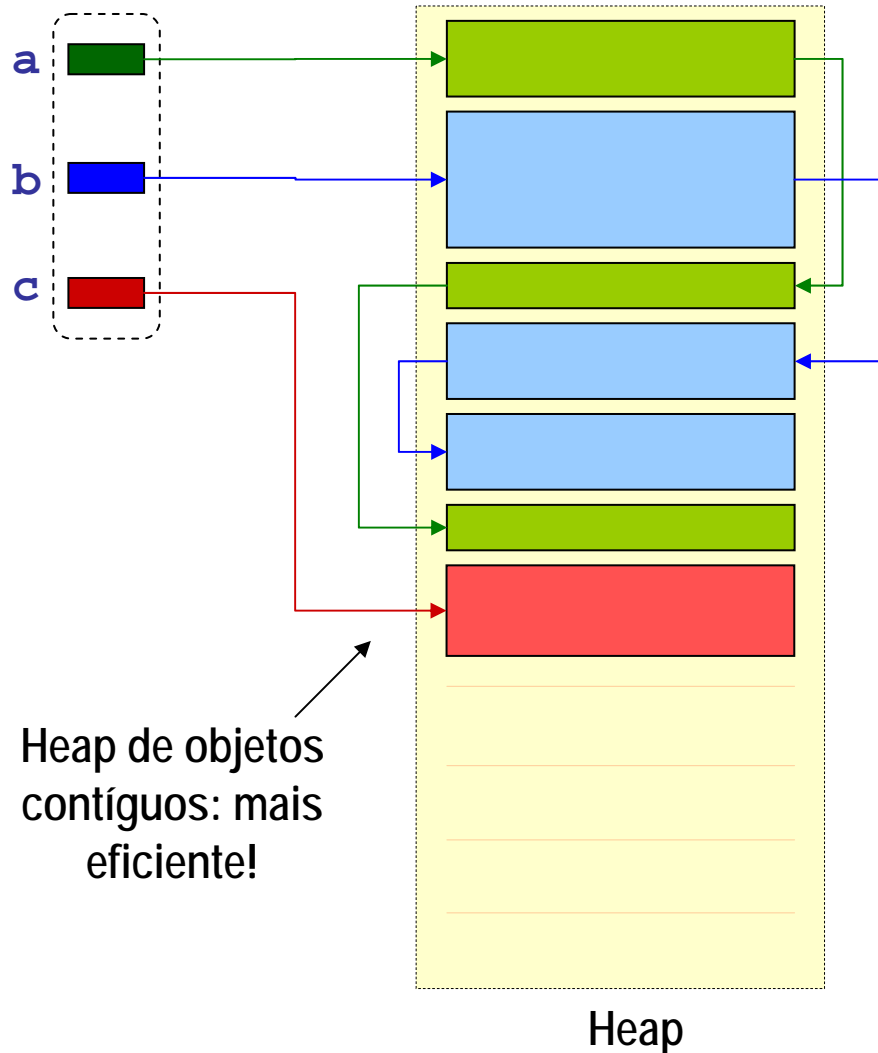 a
b
c
Heap de objetos
contíguos: mais
eficiente!
Heap